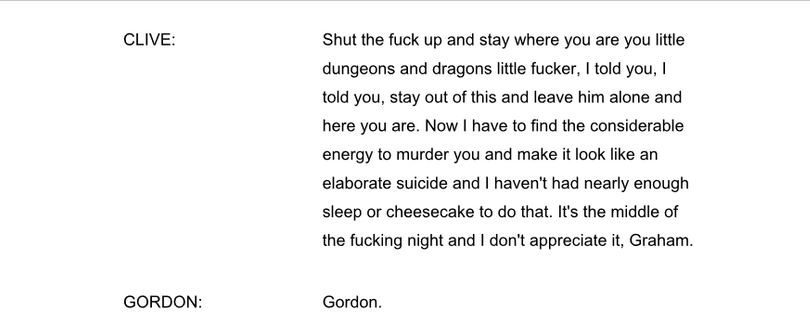 CLIVE: Shut the fuck up and stay where you are you little
dungeons and dragons little fucker, I told you, I
told you, stay out of this and leave him alone and
here you are. Now I have to find the considerable
energy to murder you and make it look like an
elaborate suicide and I haven't had nearly enough
sleep or cheesecake to do that. It's the middle of
the fucking night and I don't appreciate it, Graham.
GORDON: Gordon.